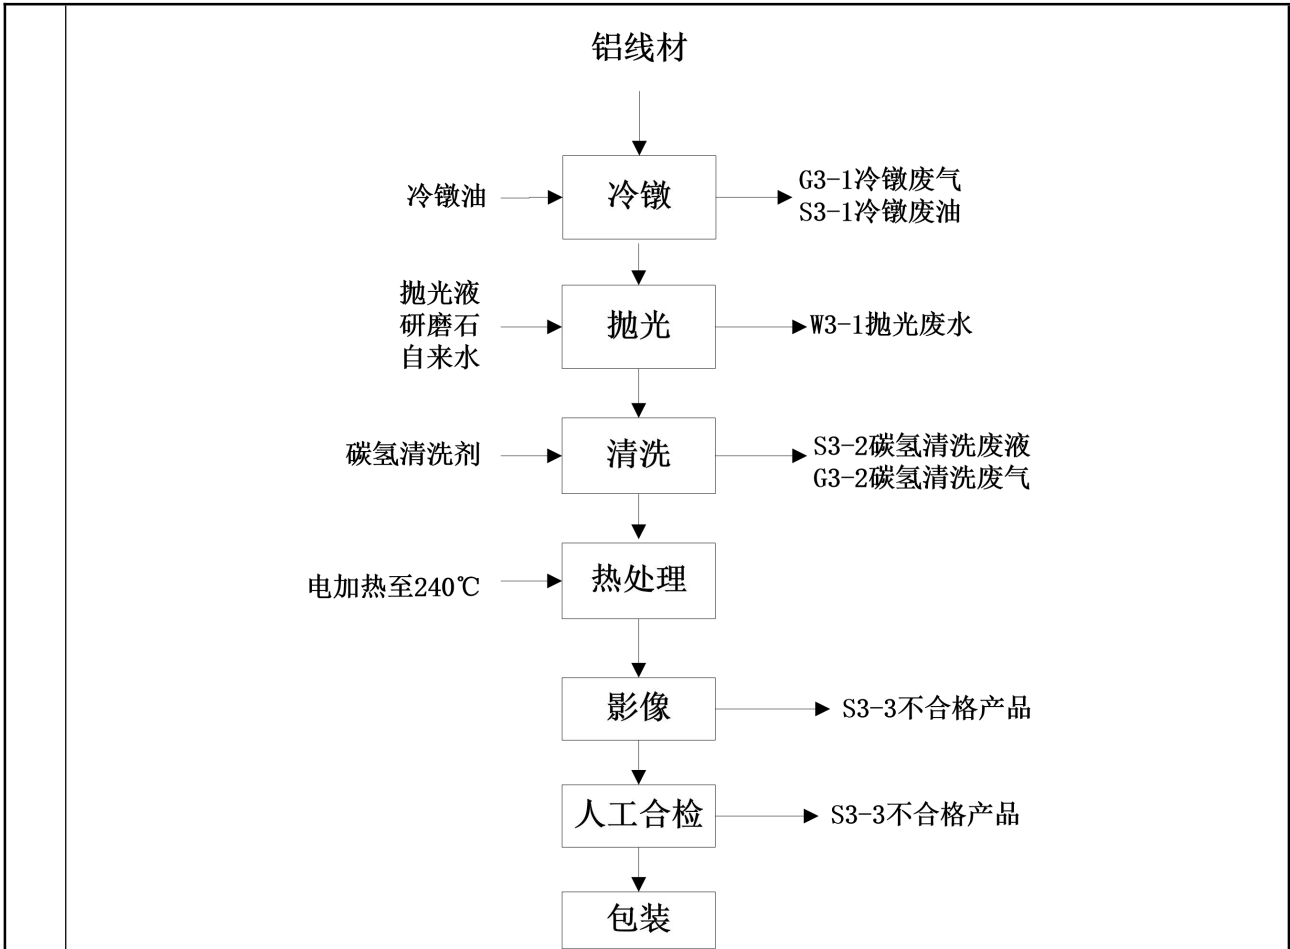 铝线材
冷镦油
冷镦
G3-1冷镦废气
S3-1冷镦废油
抛光液
研磨石
自来水
抛光
W3-1抛光废水
碳氢清洗剂
清洗
S3-2碳氢清洗废液
G3-2碳氢清洗废气
电加热至240℃
热处理
影像
S3-3不合格产品
人工合检
S3-3不合格产品
包装